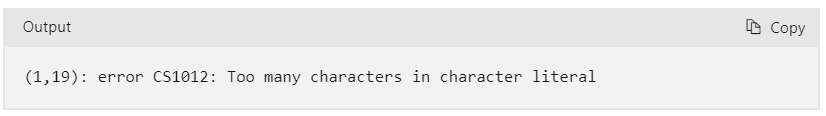 Output
Copy
(1,19): error CS1012: Too many characters in character literal